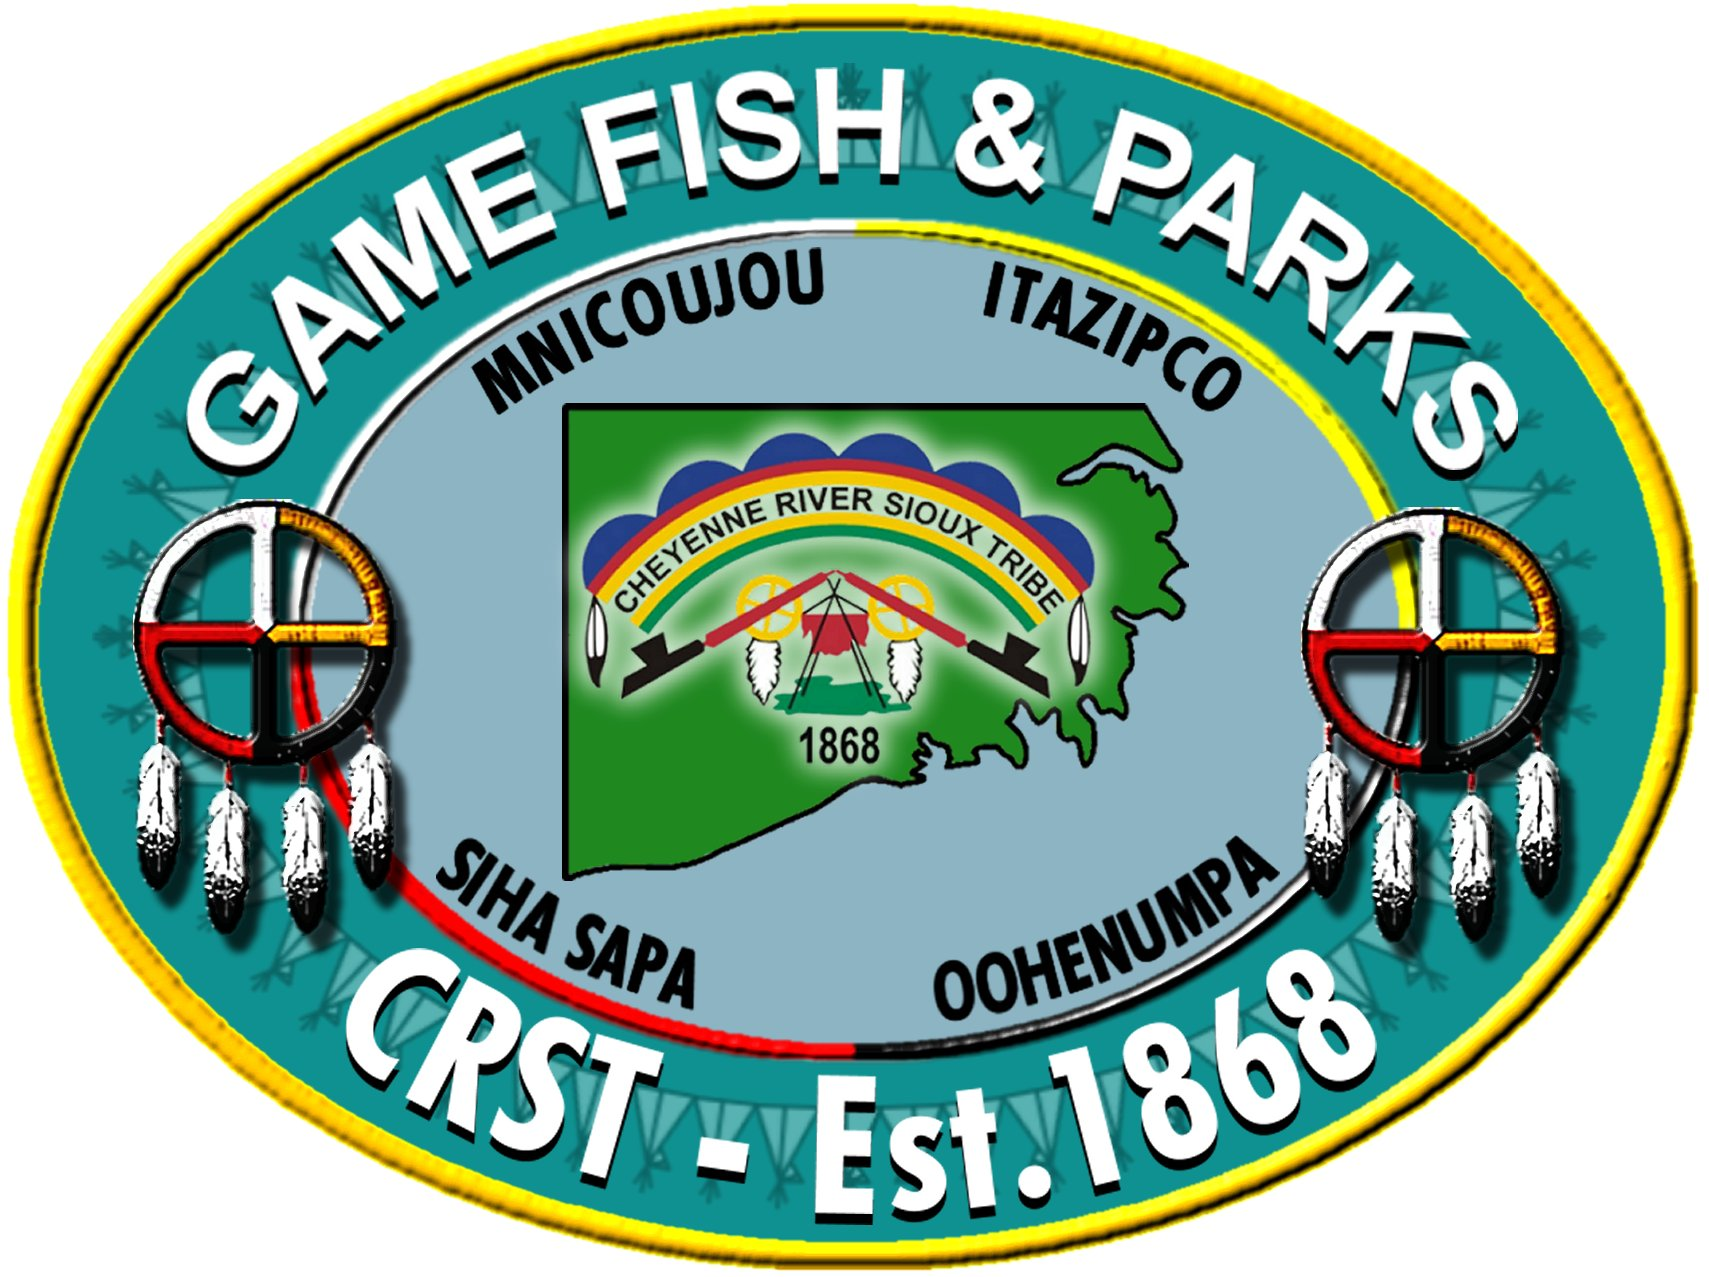 GAME FISH & PARKS
MNICOUJOU
ITAZIPCO
CHEYENNE RIVER SIOUX TRIBE
1868
SIHA SAPA
OOHENUMPA
CRST - Est. 1868